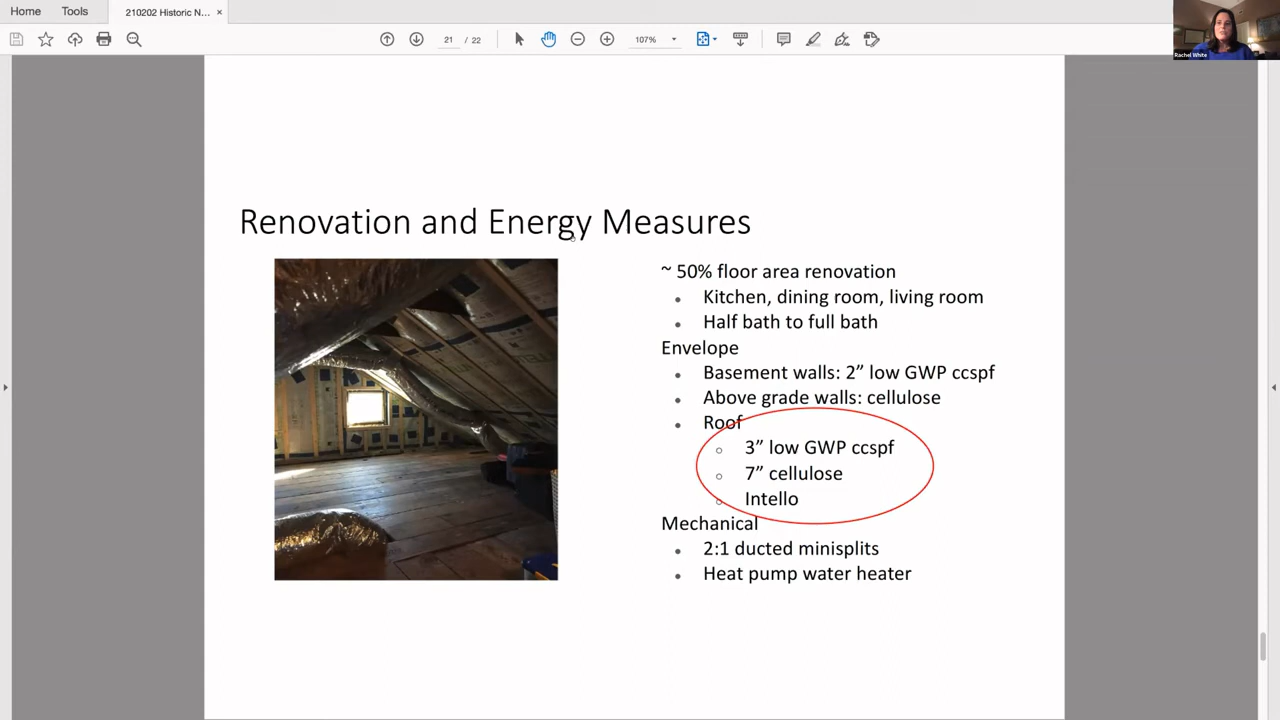 Home
Tools
210202 Historic N...
×
21 / 22
107%
Rachel White
Renovation and Energy Measures
~ 50% floor area renovation
• Kitchen, dining room, living room
• Half bath to full bath
Envelope
• Basement walls: 2” low GWP ccspf
• Above grade walls: cellulose
• Roof
○ 3” low GWP ccspf
○ 7” cellulose
○ Intello
Mechanical
• 2:1 ducted minisplits
• Heat pump water heater